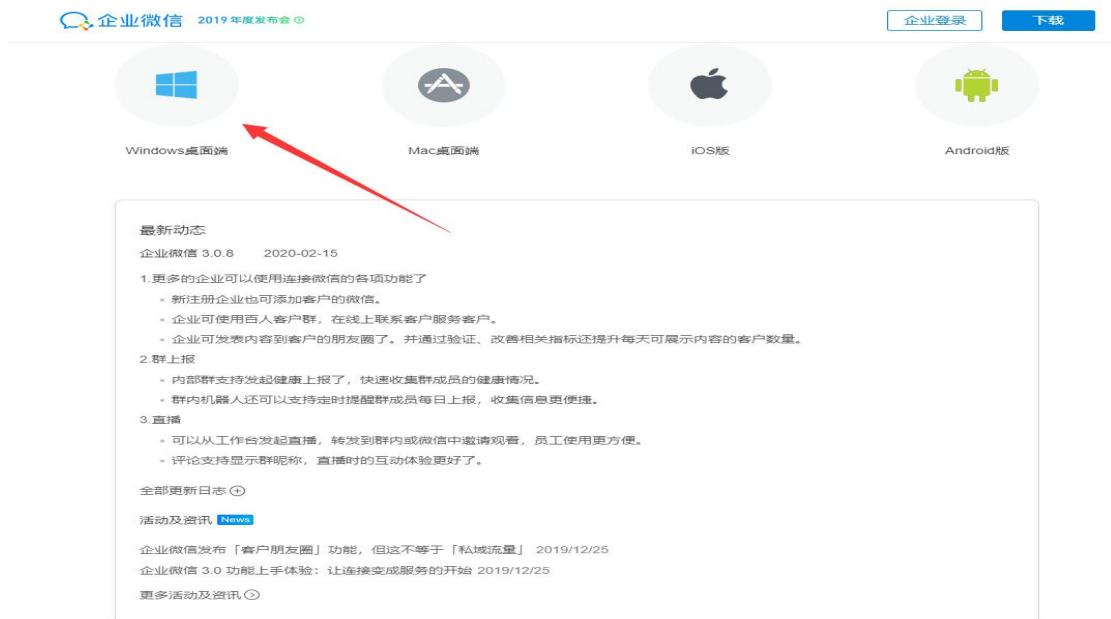 企业微信 2019年度发布会
企业登录 下载
Windows桌面端 Mac桌面端 iOS版 Android版
最新动态
企业微信 3.0.8 2020-02-15
1.更多的企业可以使用连接微信的各项功能了
新注册企业也可添加客户的微信。
企业可使用百人客户群，在线上联系客户服务客户。
企业可发表内容到客户的朋友圈了。并通过验证、改善相关指标还提升每天可展示内容的客户数量。
2.群上报
内部群支持发起健康上报了，快速收集群成员的健康情况。
群内机器人还可以支持定时提醒群成员每日上报，收集信息更便捷。
3.直播
可以从工作台发起直播，转发到群内或微信中邀请观看，员工使用更方便。
评论支持显示群昵称，直播时的互动体验更好了。
全部更新日志
活动及资讯 News
企业微信发布「客户朋友圈」功能，但这不等于「私域流量」 2019/12/25
企业微信 3.0 功能上手体验：让连接变成服务的开始 2019/12/25
更多活动及资讯